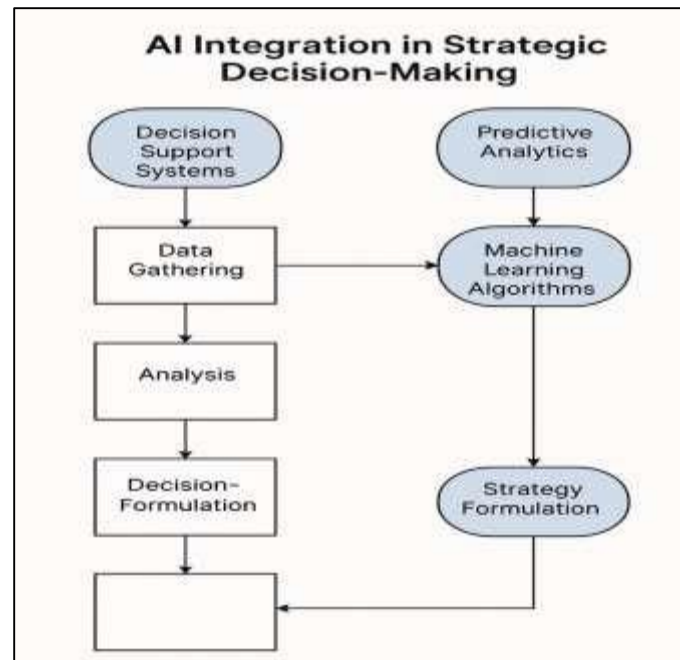 AI Integration in Strategic
Decision-Making
Decision
Support
Systems
Predictive
Analytics
Data
Gathering
Machine
Learning
Algorithms
Analysis
Decision-
Formulation
Strategy
Formulation